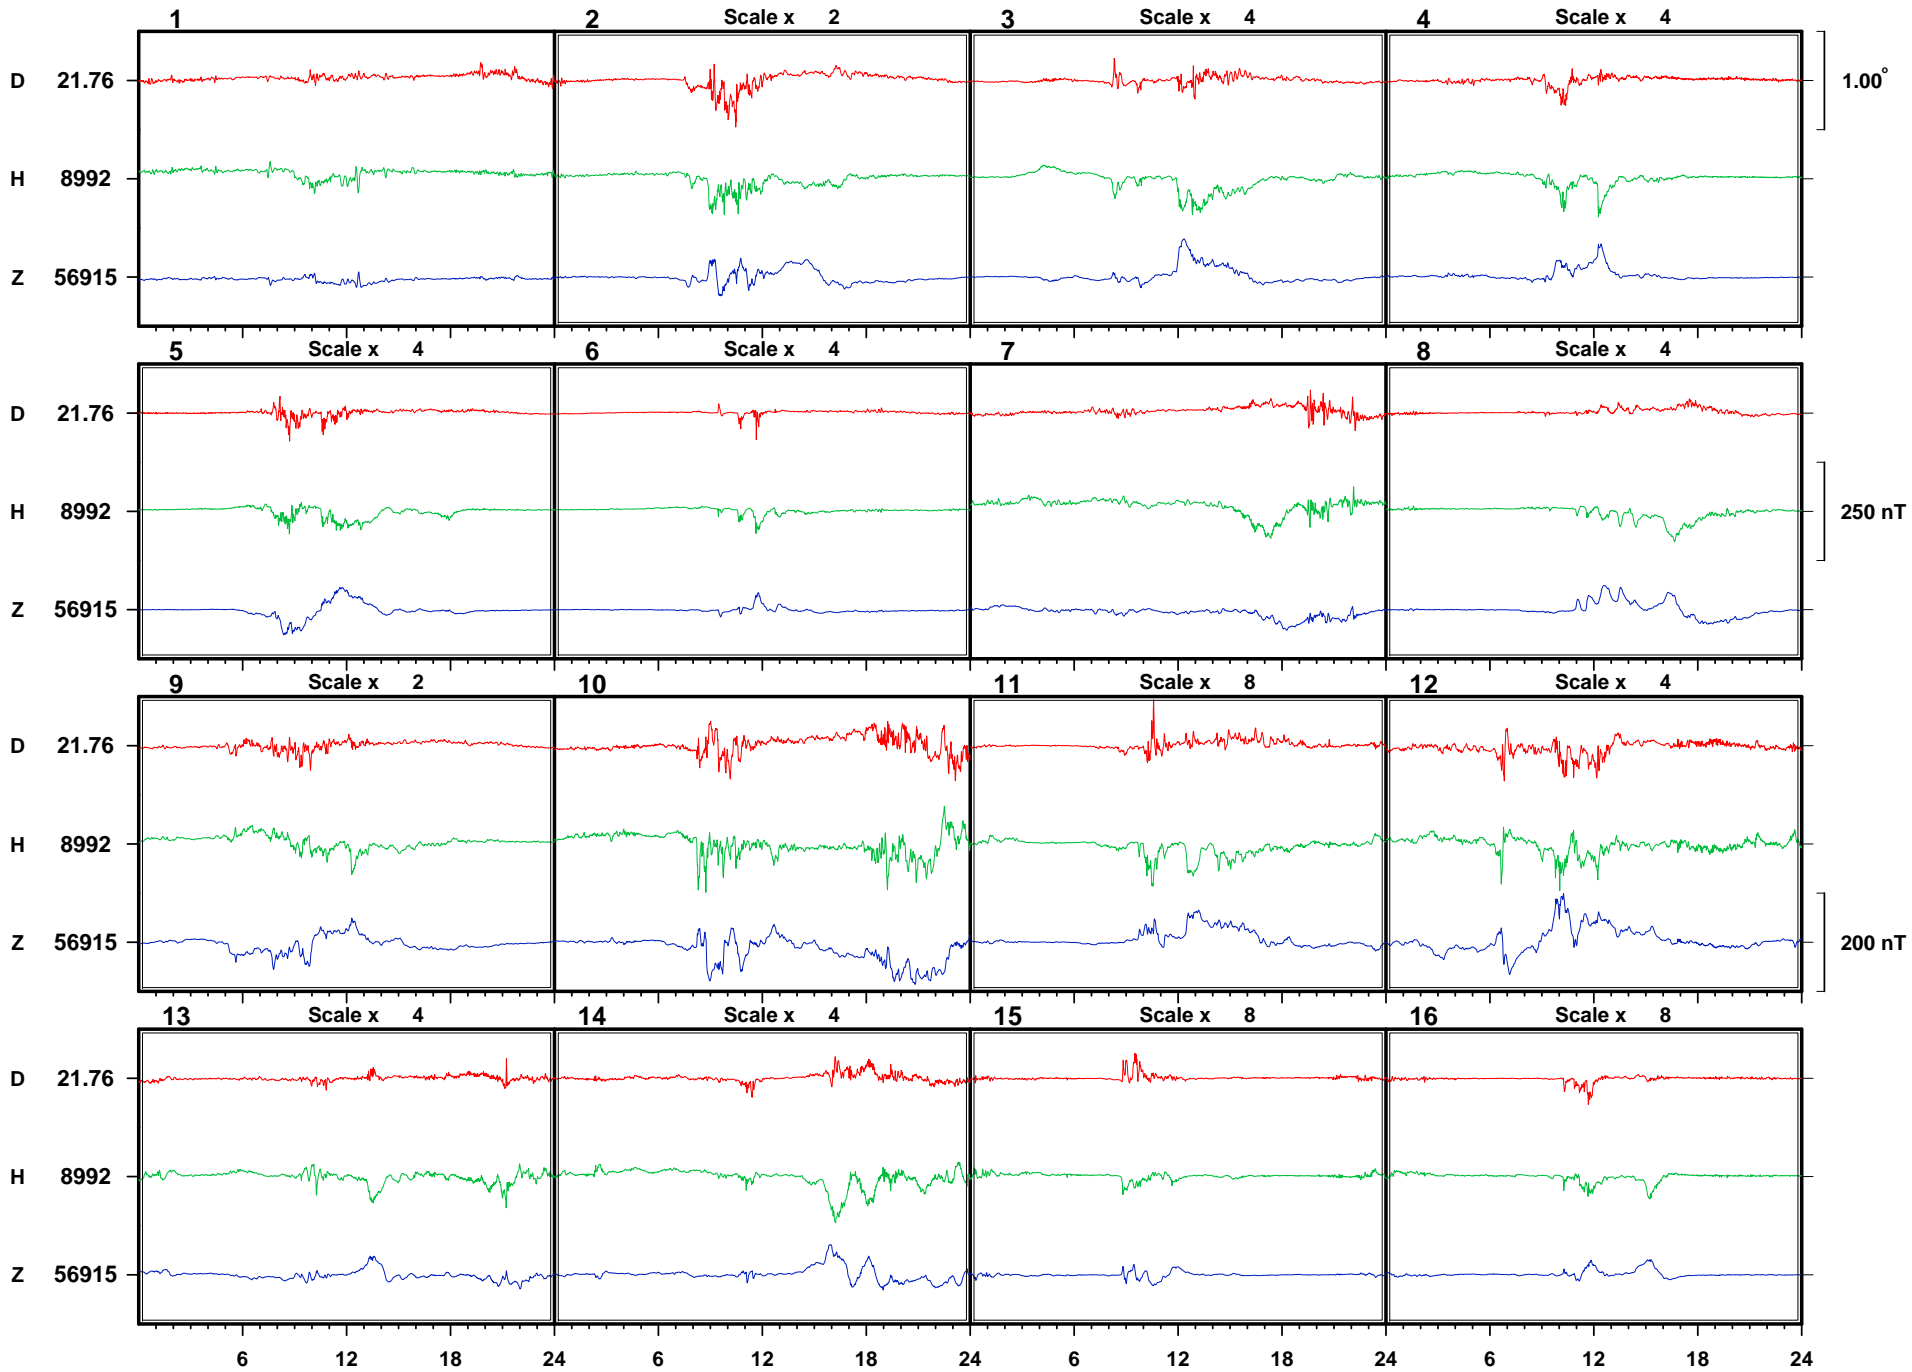 1 2 Scale x 2 3 Scale x 4 4 Scale x 4
D 21.76 1.00°
H 8992
Z 56915
5 Scale x 4 6 Scale x 4 7 8 Scale x 4
D 21.76
H 8992 250 nT
Z 56915
9 Scale x 2 10 11 Scale x 8 12 Scale x 4
D 21.76
H 8992
Z 56915 200 nT
13 Scale x 4 14 Scale x 4 15 Scale x 8 16 Scale x 8
D 21.76
H 8992
Z 56915
6 12 18 24 6 12 18 24 6 12 18 24 6 12 18 24